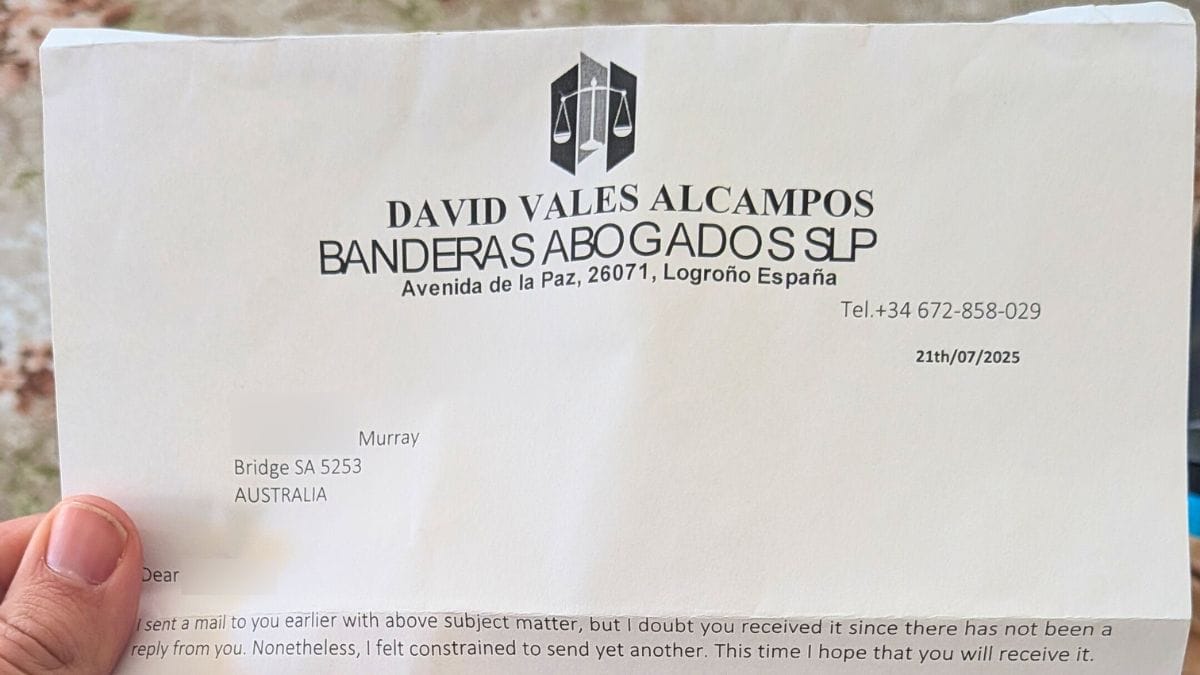 DAVID VALES ALCAMPOS
BANDERAS ABOGADOS SLP
Avenida de la Paz, 26071, Logroño España
Tel.+34 672-858-029
21th/07/2025
Murray
Bridge SA 5253
AUSTRALIA
Dear
I sent a mail to you earlier with above subject matter, but I doubt you received it since there has not been a
reply from you. Nonetheless, I felt constrained to send yet another. This time I hope that you will receive it.